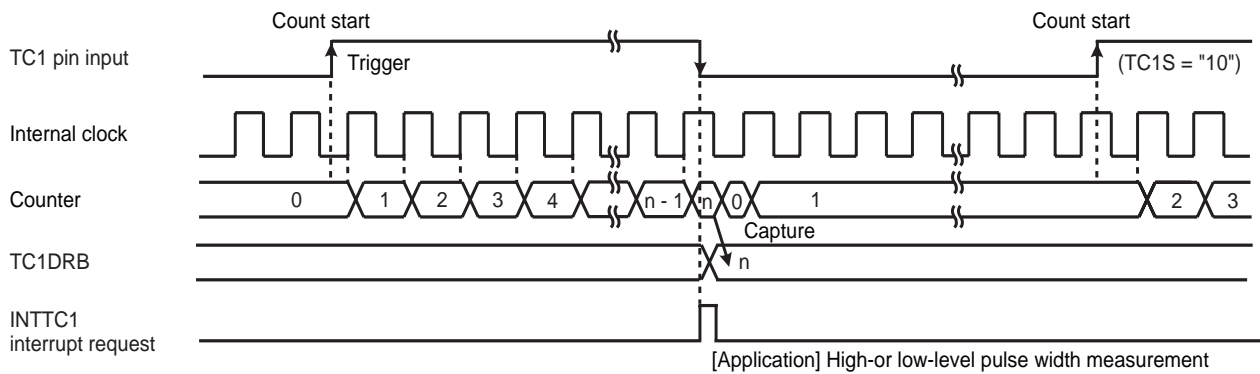 Count start
Count start
TC1 pin input
Trigger
(TC1S = "10")
Internal clock
Counter
0 1 2 3 4 n - 1 n 0 1 2 3
Capture
TC1DRB
n
INTTC1
interrupt request
[Application] High-or low-level pulse width measurement